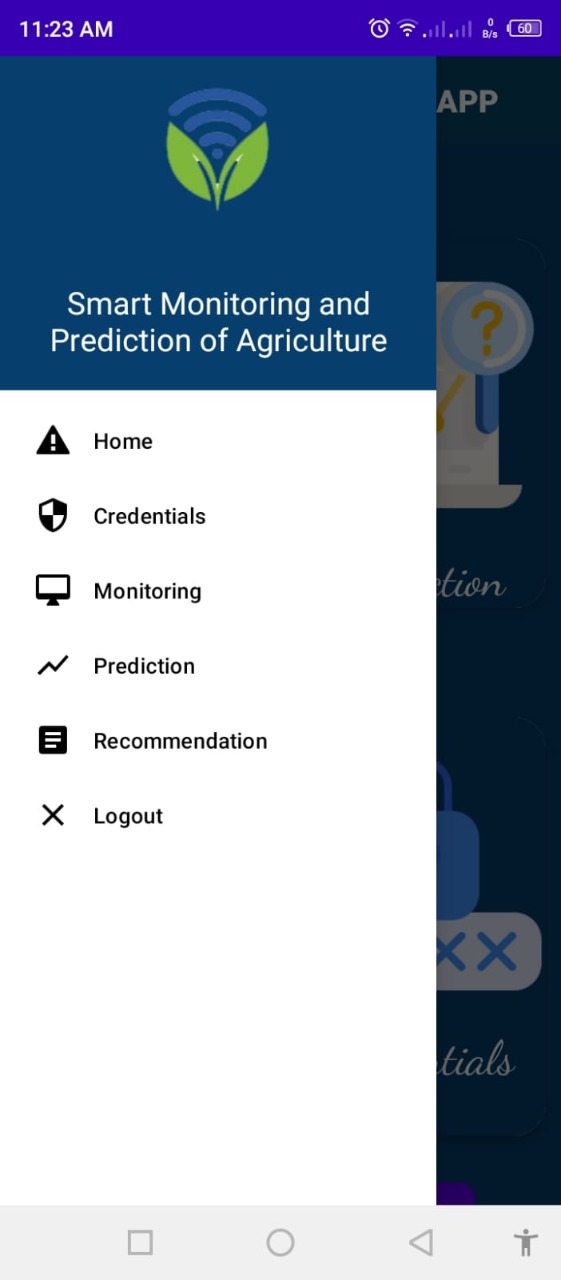 11:23 AM
0
B/s
60
APP
Smart Monitoring and
Prediction of Agriculture
?
Home
Credentials
Monitoring
Prediction
ction
Recommendation
Logout
tials